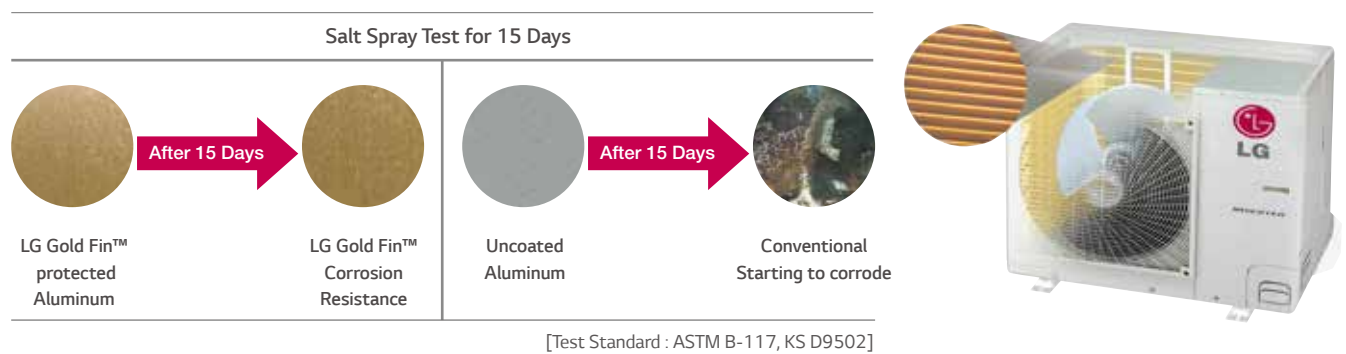 Salt Spray Test for 15 Days
After 15 Days
After 15 Days
LG Gold Fin™
protected
Aluminum
LG Gold Fin™
Corrosion
Resistance
Uncoated
Aluminum
Conventional
Starting to corrode
[Test Standard : ASTM B-117, KS D9502]
LG
INVERTER